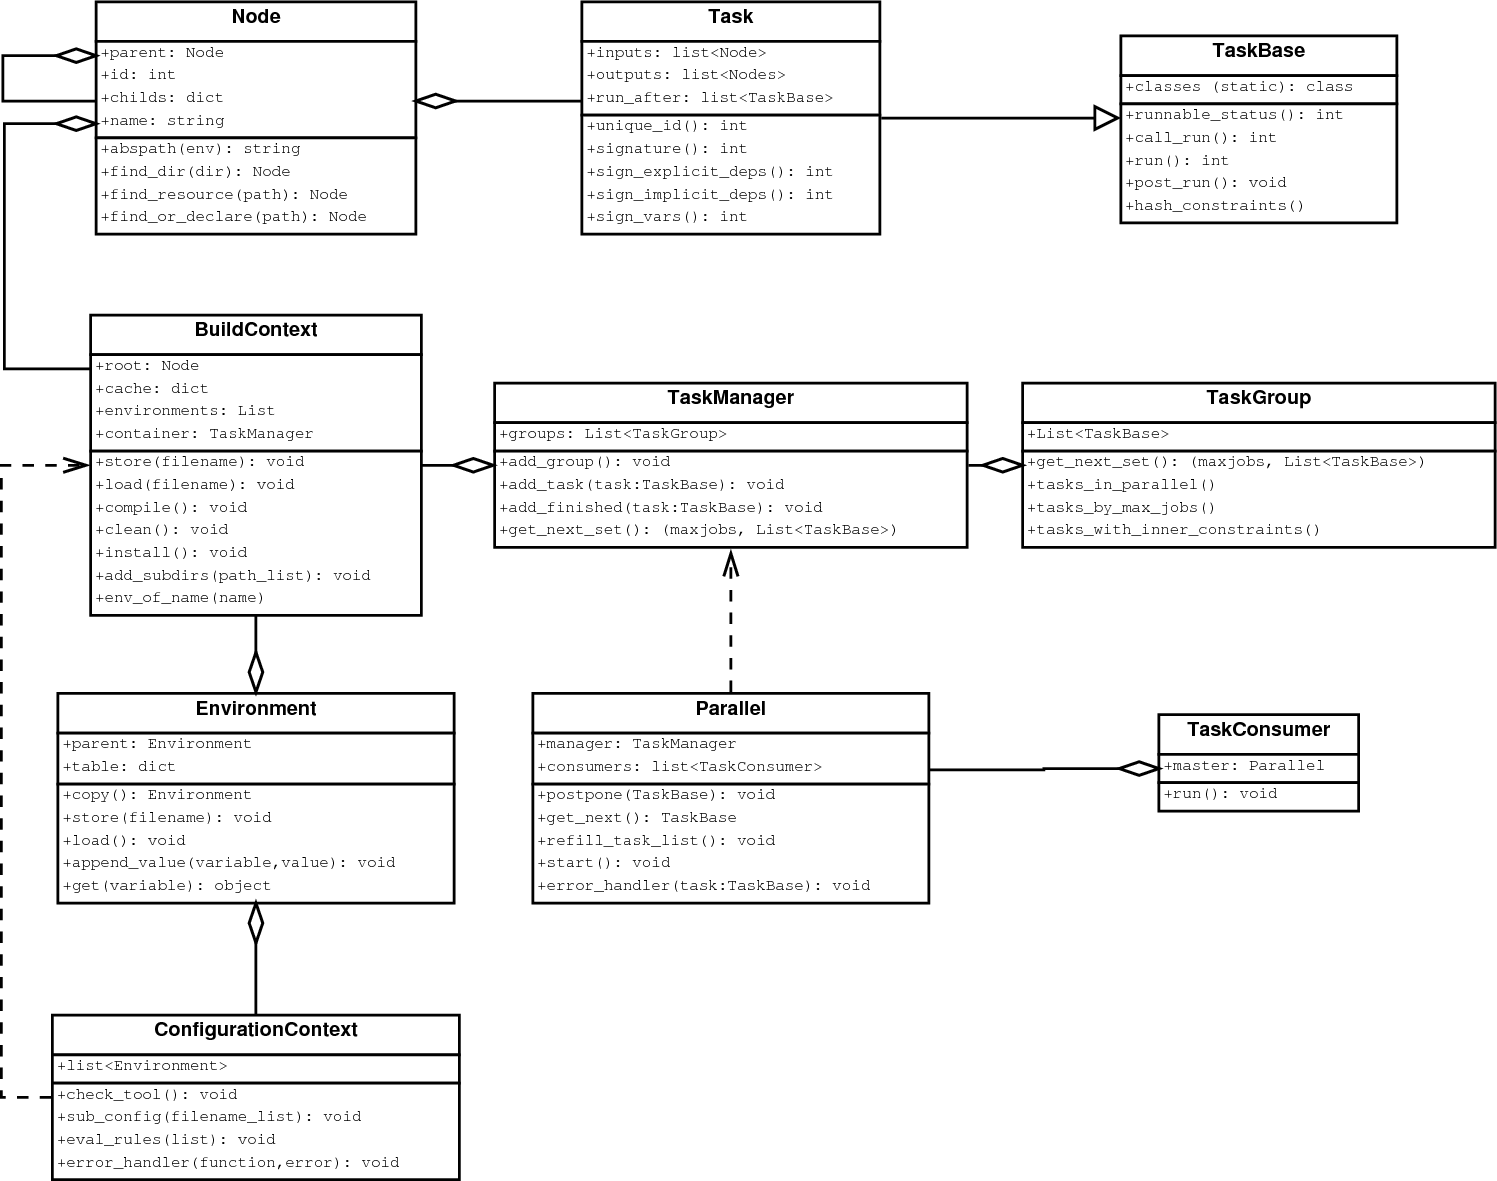 Node
+parent: Node
+id: int
+childs: dict
+name: string
+abspath(env): string
+find_dir(dir): Node
+find_resource(path): Node
+find_or_declare(path): Node
Task
+inputs: list<Node>
+outputs: list<Nodes>
+run_after: list<TaskBase>
+unique_id(): int
+signature(): int
+sign_explicit_deps(): int
+sign_implicit_deps(): int
+sign_vars(): int
TaskBase
+classes (static): class
+runnable_status(): int
+call_run(): int
+run(): int
+post_run(): void
+hash_constraints()
BuildContext
+root: Node
+cache: dict
+environments: List
+container: TaskManager
+store(filename): void
+load(filename): void
+compile(): void
+clean(): void
+install(): void
+add_subdirs(path_list): void
+env_of_name(name)
TaskManager
+groups: List<TaskGroup>
+add_group(): void
+add_task(task:TaskBase): void
+add_finished(task:TaskBase): void
+get_next_set(): (maxjobs, List<TaskBase>)
TaskGroup
+List<TaskBase>
+get_next_set(): (maxjobs, List<TaskBase>)
+tasks_in_parallel()
+tasks_by_max_jobs()
+tasks_with_inner_constraints()
Environment
+parent: Environment
+table: dict
+copy(): Environment
+store(filename): void
+load(): void
+append_value(variable,value): void
+get(variable): object
Parallel
+manager: TaskManager
+consumers: list<TaskConsumer>
+postpone(TaskBase): void
+get_next(): TaskBase
+refill_task_list(): void
+start(): void
+error_handler(task:TaskBase): void
TaskConsumer
+master: Parallel
+run(): void
ConfigurationContext
+list<Environment>
+check_tool(): void
+sub_config(filename_list): void
+eval_rules(list): void
+error_handler(function,error): void